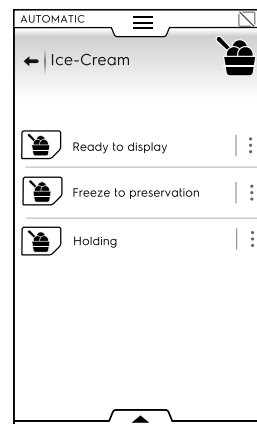 AUTOMATIC
Ice-Cream
Ready to display
Freeze to preservation
Holding